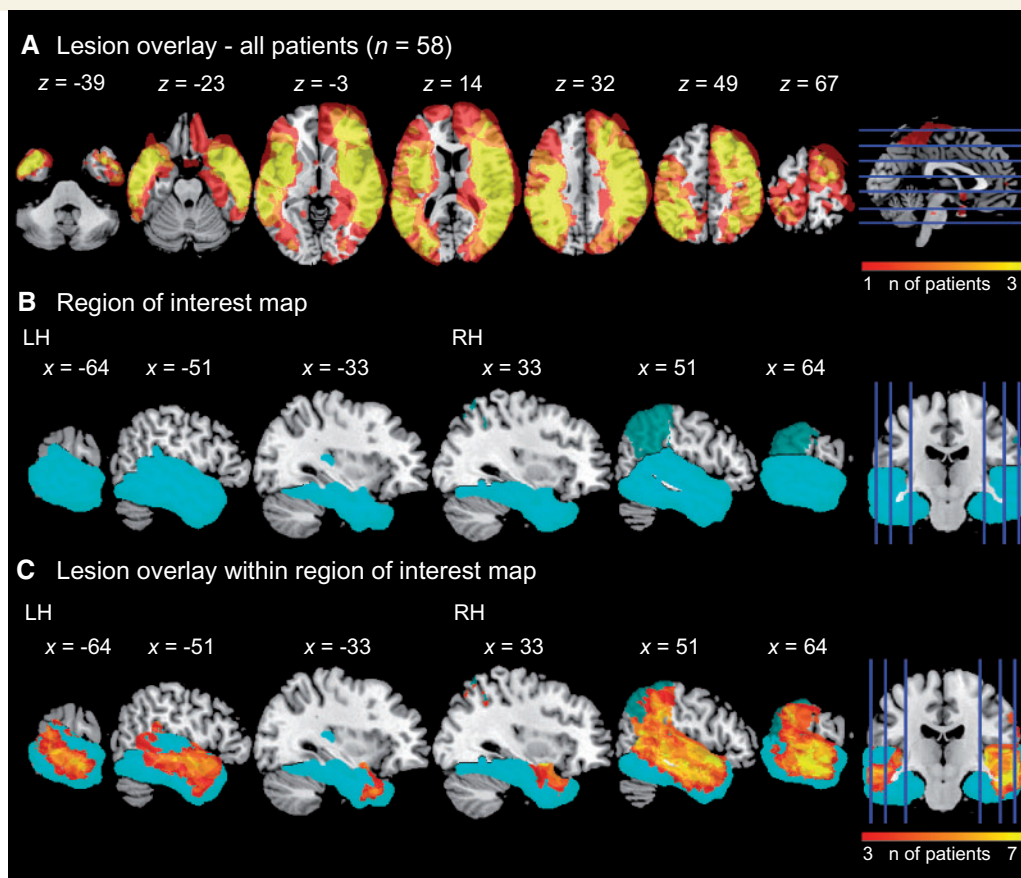 A Lesion overlay - all patients (n = 58)
z = -39 z = -23 z = -3 z = 14 z = 32 z = 49 z = 67
1 n of patients 3
B Region of interest map
LH RH
x = -64 x = -51 x = -33 x = 33 x = 51 x = 64
C Lesion overlay within region of interest map
LH RH
x = -64 x = -51 x = -33 x = 33 x = 51 x = 64
3 n of patients 7